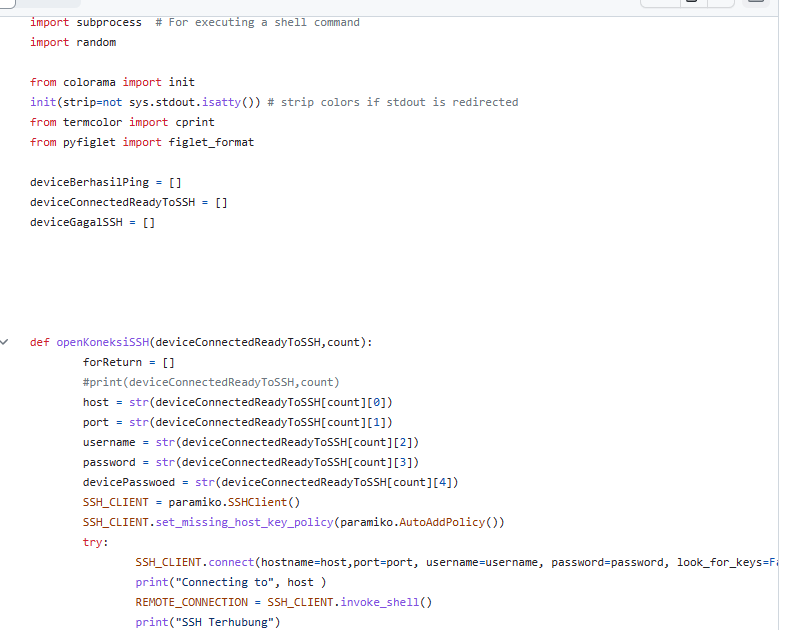 import subprocess  # For executing a shell command
import random
from colorama import init
init(strip=not sys.stdout.isatty()) # strip colors if stdout is redirected
from termcolor import cprint
from pyfiglet import figlet_format
deviceBerhasilPing = []
deviceConnectedReadyToSSH = []
deviceGagalSSH = []
def openKoneksiSSH(deviceConnectedReadyToSSH,count):
        forReturn = []
        #print(deviceConnectedReadyToSSH,count)
        host = str(deviceConnectedReadyToSSH[count][0])
        port = str(deviceConnectedReadyToSSH[count][1])
        username = str(deviceConnectedReadyToSSH[count][2])
        password = str(deviceConnectedReadyToSSH[count][3])
        devicePasswoed = str(deviceConnectedReadyToSSH[count][4])
        SSH_CLIENT = paramiko.SSHClient()
        SSH_CLIENT.set_missing_host_key_policy(paramiko.AutoAddPolicy())
        try:
                SSH_CLIENT.connect(hostname=host,port=port, username=username, password=password, look_for_keys=
                print("Connecting to", host )
                REMOTE_CONNECTION = SSH_CLIENT.invoke_shell()
                print("SSH Terhubung")